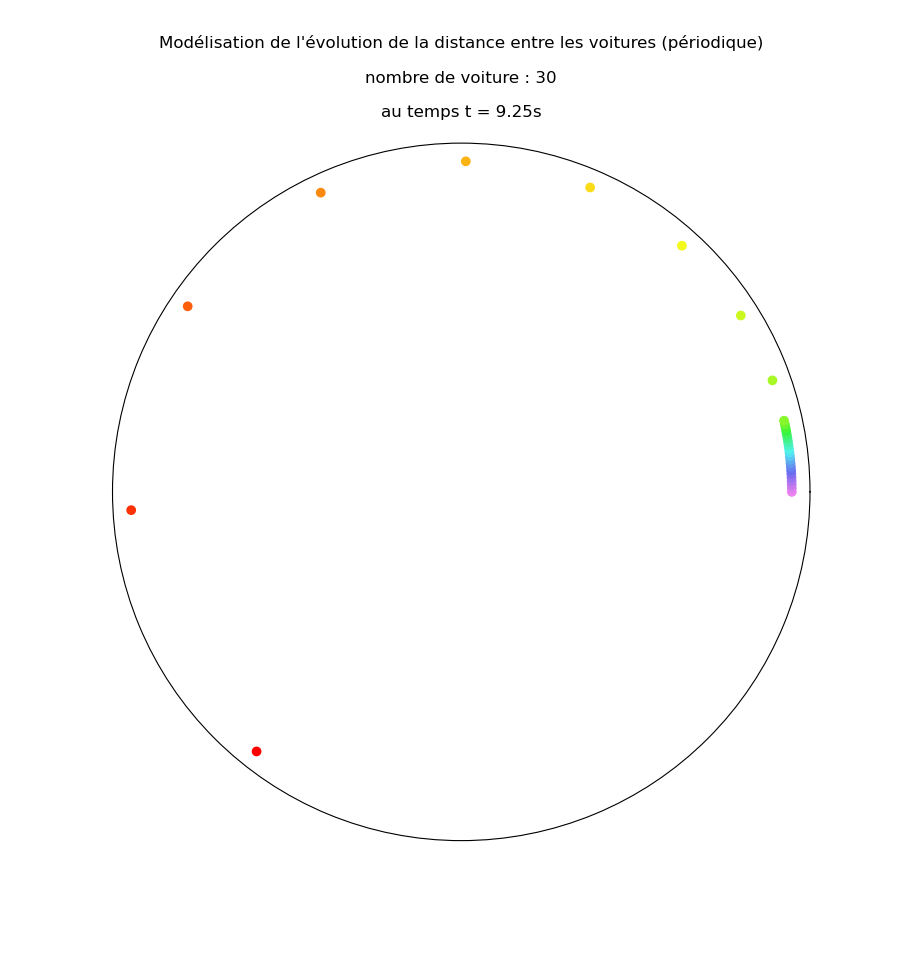 Modélisation de l'évolution de la distance entre les voitures (périodique)
nombre de voiture : 30
au temps t = 9.25s